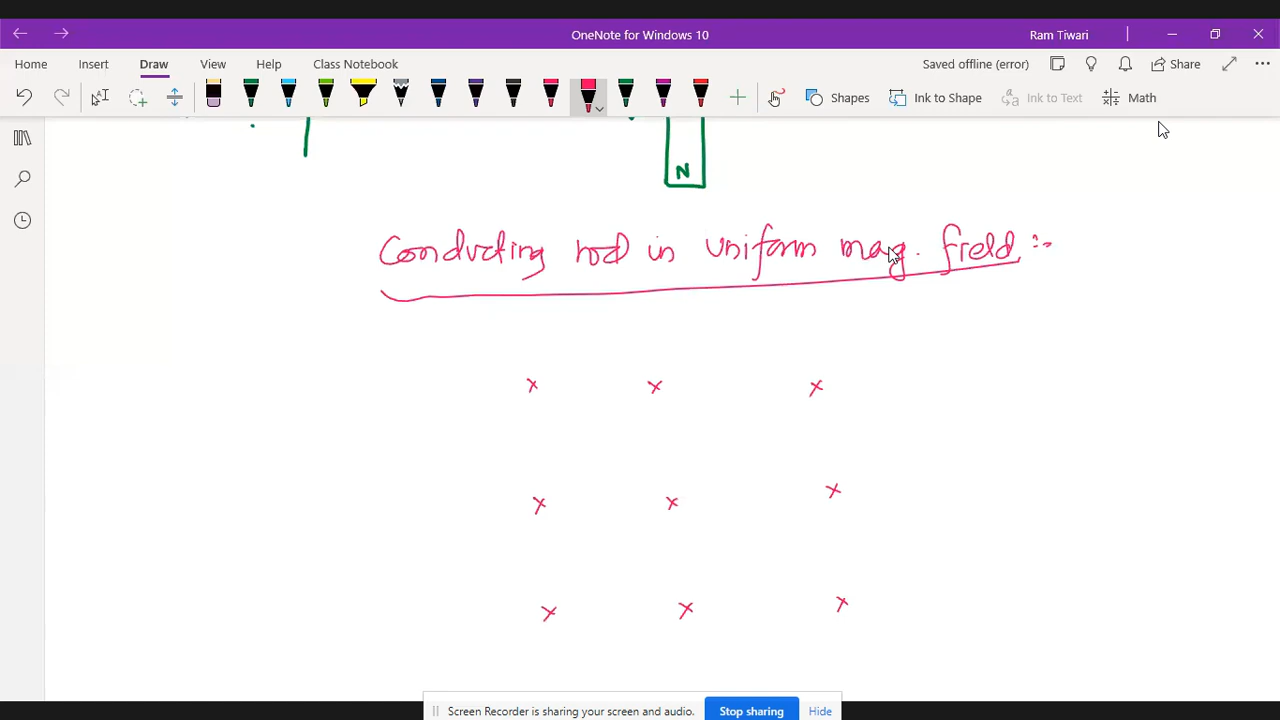 OneNote for Windows 10
Ram Tiwari
Home Insert Draw View Help Class Notebook
Saved offline (error) Share
Shapes Ink to Shape Ink to Text Math
N
Conducting rod in uniform mag. field :-
x x x
x x x
x x x
Screen Recorder is sharing your screen and audio. Stop sharing Hide